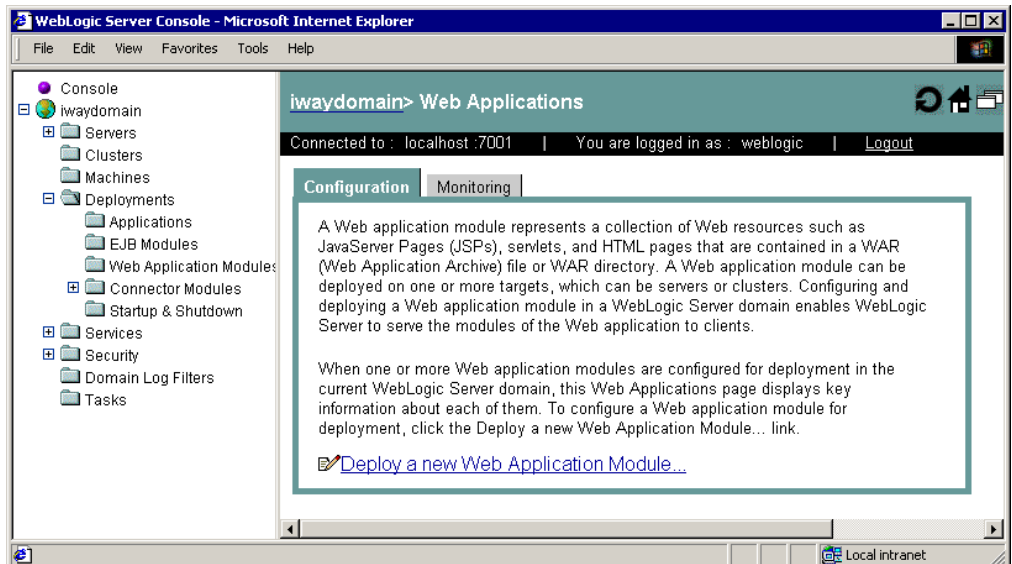 WebLogic Server Console - Microsoft Internet Explorer
File Edit View Favorites Tools Help
Console
iwaydomain
Servers
Clusters
Machines
Deployments
Applications
EJB Modules
Web Application Modules
Connector Modules
Startup & Shutdown
Services
Security
Domain Log Filters
Tasks
iwaydomain> Web Applications
Connected to : localhost :7001 | You are logged in as : weblogic | Logout
Configuration Monitoring
A Web application module represents a collection of Web resources such as
JavaServer Pages (JSPs), servlets, and HTML pages that are contained in a WAR
(Web Application Archive) file or WAR directory. A Web application module can be
deployed on one or more targets, which can be servers or clusters. Configuring and
deploying a Web application module in a WebLogic Server domain enables WebLogic
Server to serve the modules of the Web application to clients.
When one or more Web application modules are configured for deployment in the
current WebLogic Server domain, this Web Applications page displays key
information about each of them. To configure a Web application module for
deployment, click the Deploy a new Web Application Module... link.
Deploy a new Web Application Module...
Local intranet